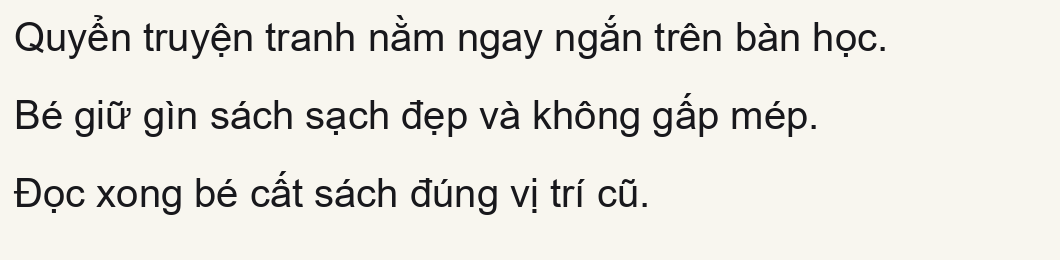 Quyển truyện tranh nằm ngay ngắn trên bàn học.
Bé giữ gìn sách sạch đẹp và không gấp mép.
Đọc xong bé cất sách đúng vị trí cũ.